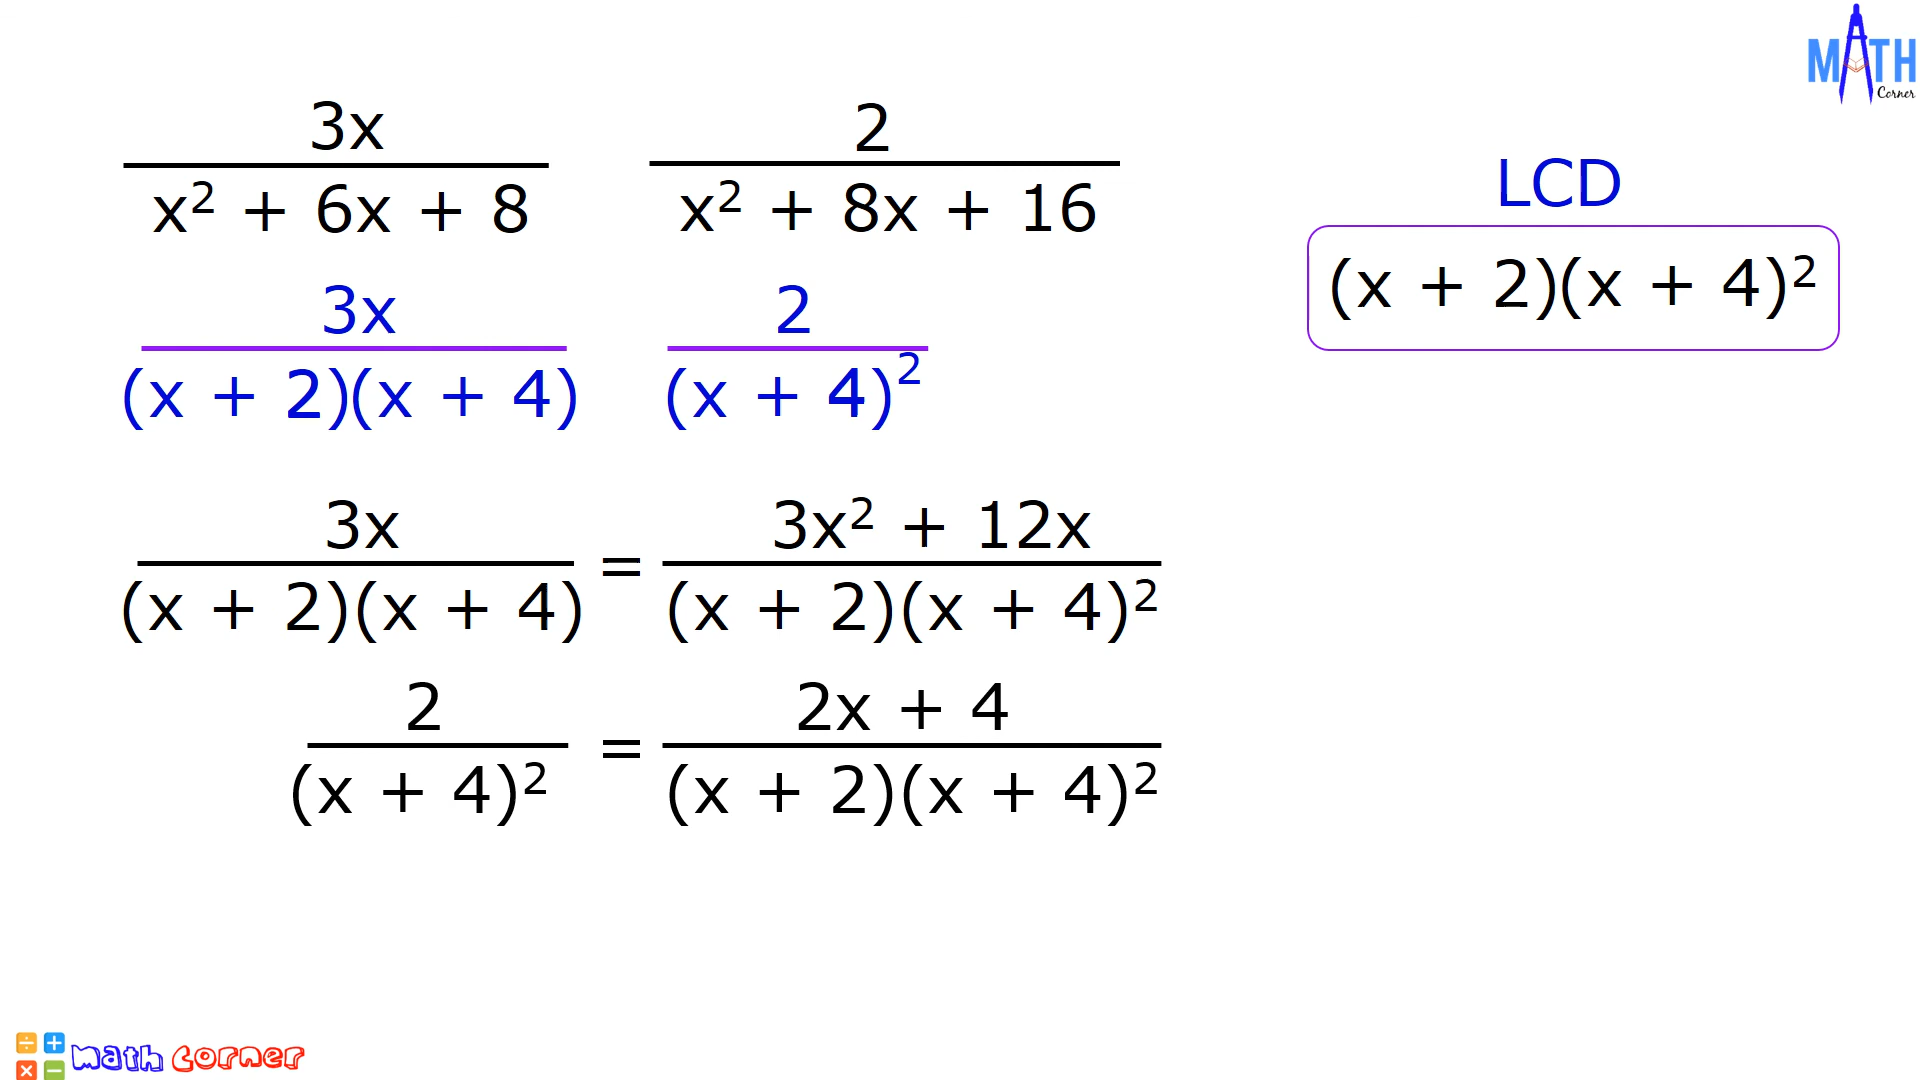 MATH
Corner
3x 2
x² + 6x + 8 x² + 8x + 16
LCD
(x + 2)(x + 4)²
3x 2
(x + 2)(x + 4) (x + 4)²
3x 3x² + 12x
=
(x + 2)(x + 4) (x + 2)(x + 4)²
2 2x + 4
=
(x + 4)² (x + 2)(x + 4)²
÷ +
× − math corner